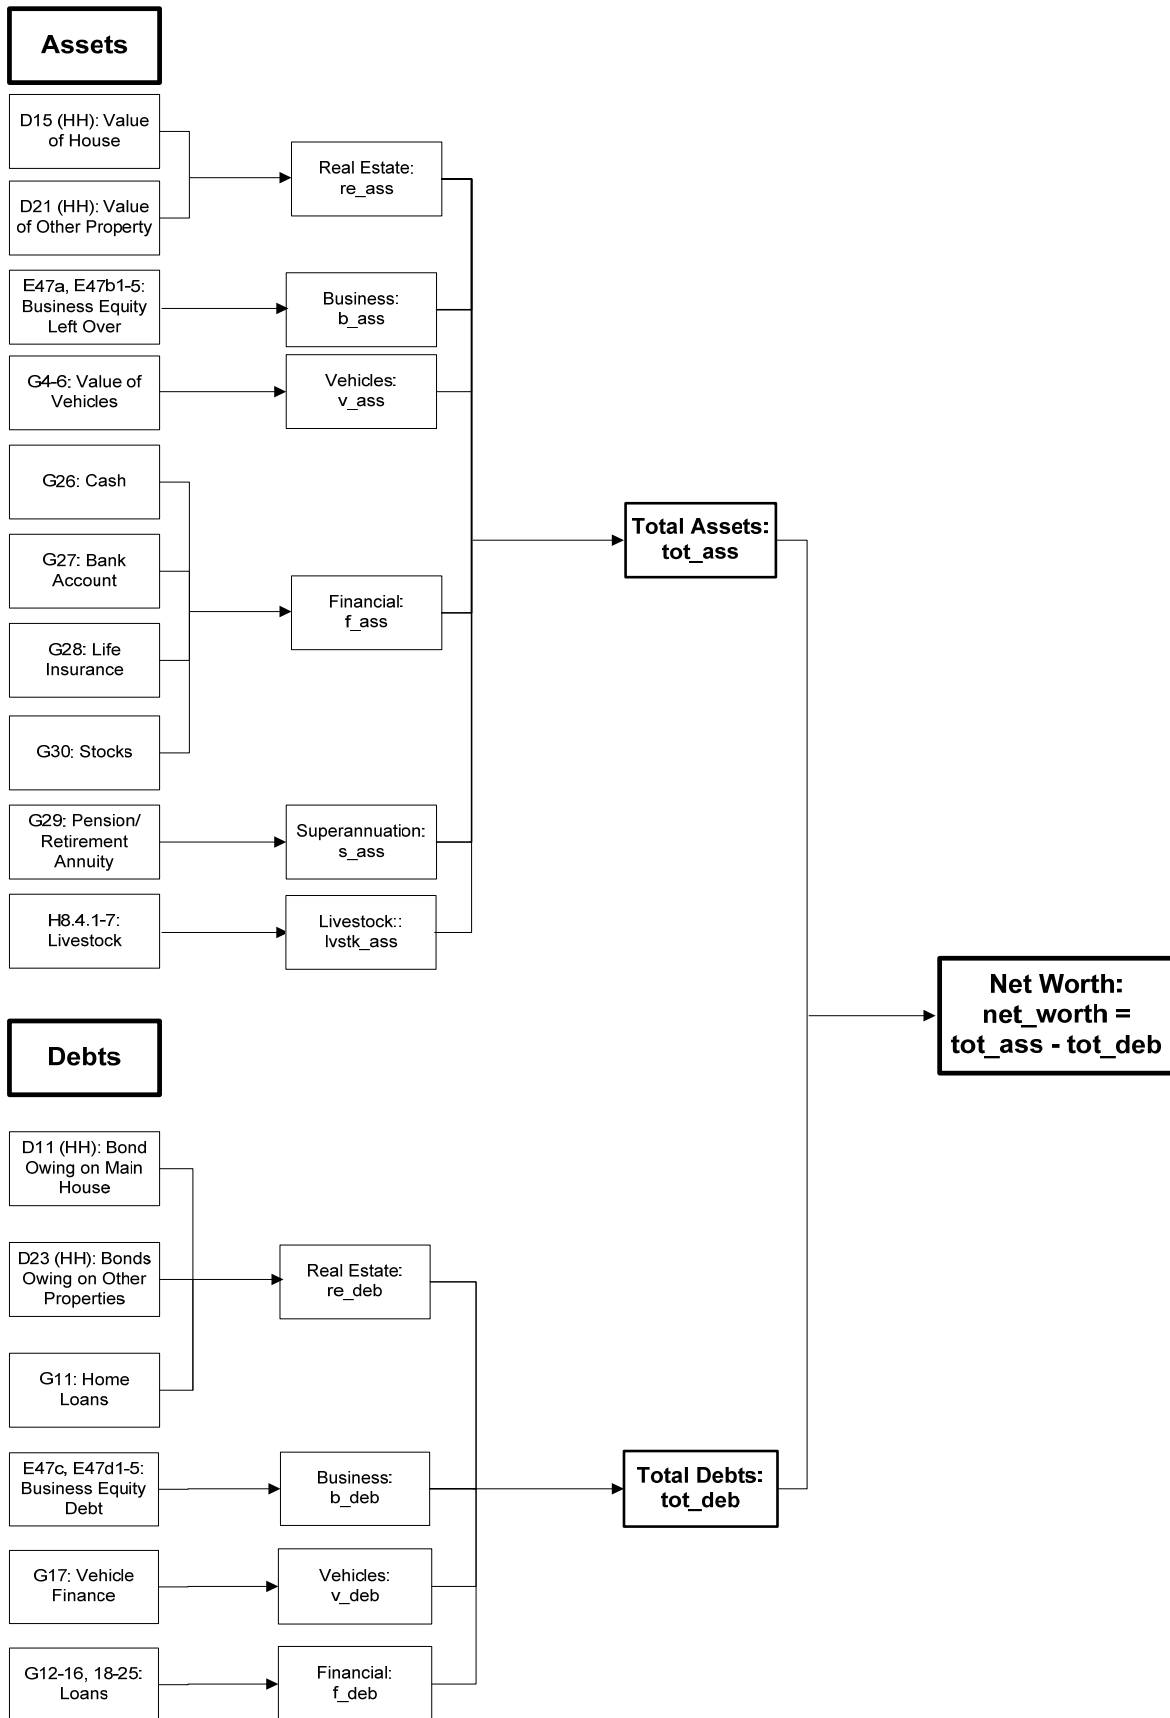 Assets
D15 (HH): Value
of House
D21 (HH): Value
of Other Property
Real Estate:
re_ass
E47a, E47b1-5:
Business Equity
Left Over
Business:
b_ass
G4-6: Value of
Vehicles
Vehicles:
v_ass
G26: Cash
G27: Bank
Account
G28: Life
Insurance
G30: Stocks
Financial:
f_ass
G29: Pension/
Retirement
Annuity
Superannuation:
s_ass
H8.4.1-7:
Livestock
Livestock::
lvstk_ass
Total Assets:
tot_ass
Net Worth:
net_worth =
tot_ass - tot_deb
Debts
D11 (HH): Bond
Owing on Main
House
D23 (HH): Bonds
Owing on Other
Properties
G11: Home
Loans
Real Estate:
re_deb
E47c, E47d1-5:
Business Equity
Debt
Business:
b_deb
G17: Vehicle
Finance
Vehicles:
v_deb
G12-16, 18-25:
Loans
Financial:
f_deb
Total Debts:
tot_deb